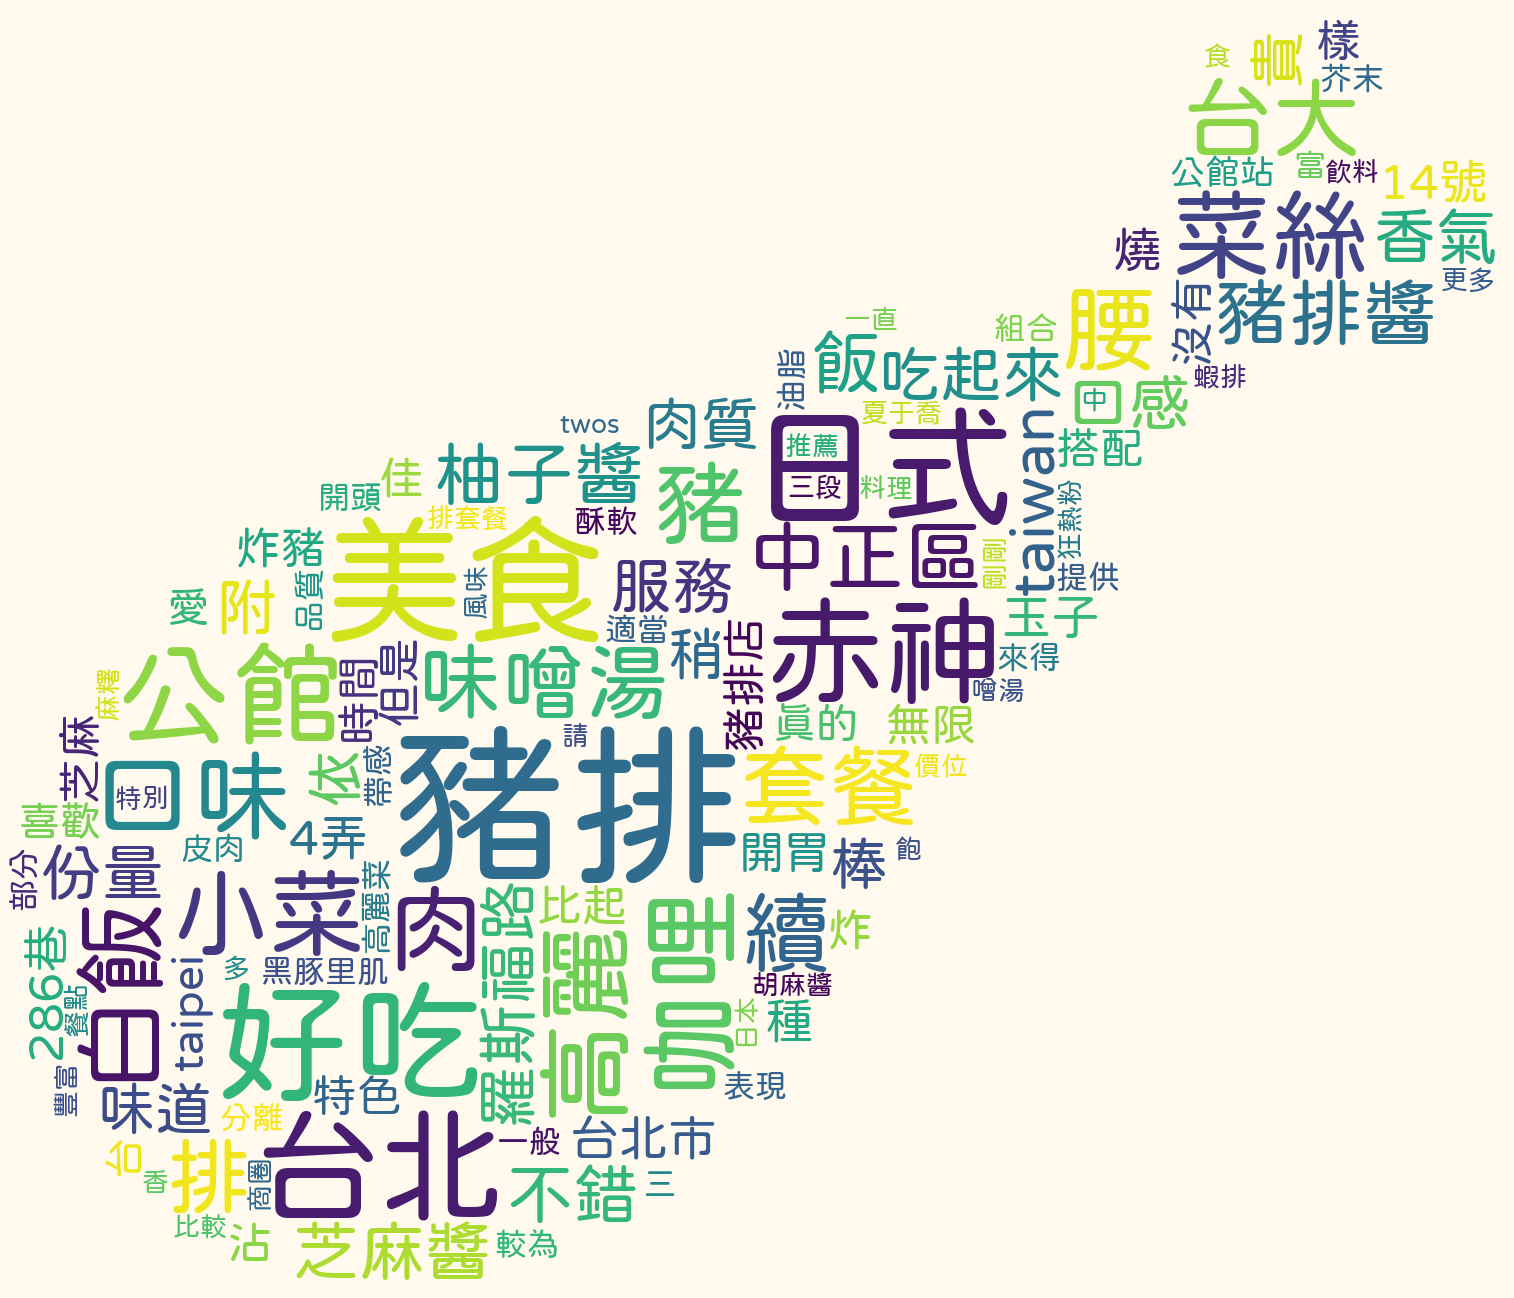 樣
食
賣
芥末
台大
公館站
富
飲料
14號
菜絲
香氣
燒
更多
沒有
豬排醬
腰
一直
組合
飯
吃起來
油脂
蝦排
口感
中
夏于喬
肉質
twos
日式
推薦
三段
料理
taiwan
搭配
柚子醬
佳
開頭
豬
狂熱粉
排套餐
酥軟
美食
中正區
剛剛
炸豬
服務
提供
風味
品質
愛
附
赤神
玉子
適當
稍
豬排店
來得
噌湯
公館
時間
但是
味噌湯
麻糬
真的
無限
芝麻
請
豬排
套餐
價位
口味
特別
依
帶感
喜歡
4弄
皮肉
開胃
棒
飽
份量
部分
小菜
高麗菜
肉
羅斯福路
比起
高麗
咖哩
續
炸
白飯
286巷
餐點
多
黑豚里肌
胡麻醬
taipei
好吃
日本
種
豐富
味道
特色
表現
分離
台北
一般
台北市
台
香
排
商圈
不錯
三
比較
沾
芝麻醬
較為